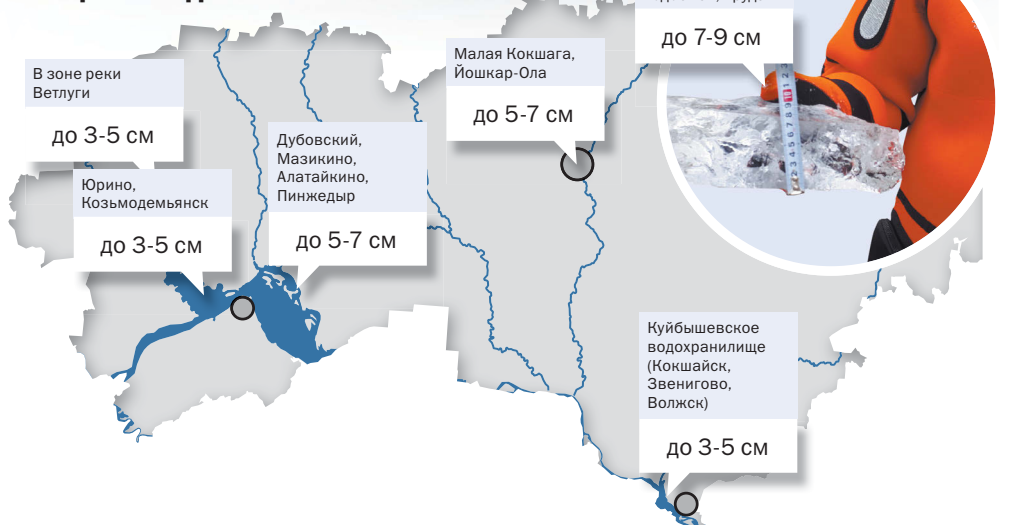 В зоне реки
Ветлуги
до 3-5 см
Юрино,
Козьмодемьянск
до 3-5 см
Дубовский,
Мазикино,
Алатайкино,
Пинжедыр
до 5-7 см
Малая Кокшага,
Йошкар-Ола
до 5-7 см
до 7-9 см
Куйбышевское
водохранилище
(Кокшайск,
Звенигово,
Волжск)
до 3-5 см